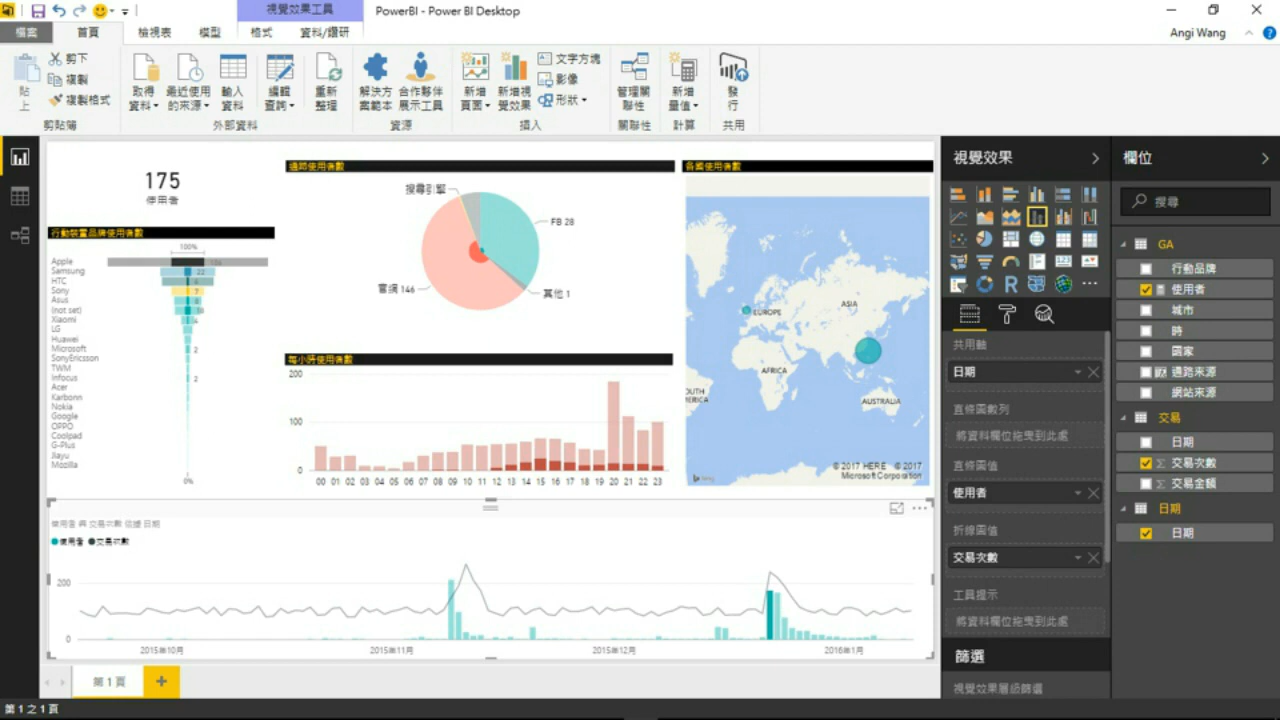 視覺效果工具
PowerBI - Power BI Desktop
檔案
首頁
檢視表
模型
格式
資料/鑽研
Angi Wang
貼上
剪下
複製
複製格式
剪貼簿
取得資料
最近使用的來源
輸入資料
編輯查詢
重新整理
外部資料
解決方案範本
合作夥伴展示工具
資源
新增頁面
新增視覺效果
文字方塊
影像
形狀
插入
管理關聯性
關聯性
新增量值
計算
發行
共用
175
使用者
行動裝置品牌使用者數
100%
Apple
Samsung
22
HTC
Sony
7
Asus
(not set)
Xiaomi
LG
Huawei
Microsoft
2
SonyEricsson
TWM
Infocus
2
Acer
Karbonn
Nokia
Google
OPPO
Coolpad
G-Plus
Jiayu
Mozilla
0%
通路使用者數
搜尋引擎
FB 28
官網 146
其他 1
每小時使用者數
200
100
0
00 01 02 03 04 05 06 07 08 09 10 11 12 13 14 15 16 17 18 19 20 21 22 23
各國使用者數
EUROPE
ASIA
AFRICA
OUTH
ERICA
AUSTRALIA
© 2017 HERE © 2017
Microsoft Corporation
使用者 與 交易次數 依據 日期
使用者 交易次數
200
0
2015年10月 2015年11月 2015年12月 2016年1月
第 1 頁
第 1 之 1 頁
視覺效果
R
共用軸
日期
直條圖數列
將資料欄位拖曳到此處
直條圖值
使用者
折線圖值
交易次數
工具提示
將資料欄位拖曳到此處
篩選
視覺效果層級篩選
欄位
搜尋
GA
行動品牌
使用者
城市
時
國家
通路來源
網站來源
交易
日期
Σ 交易次數
Σ 交易金額
日期
日期